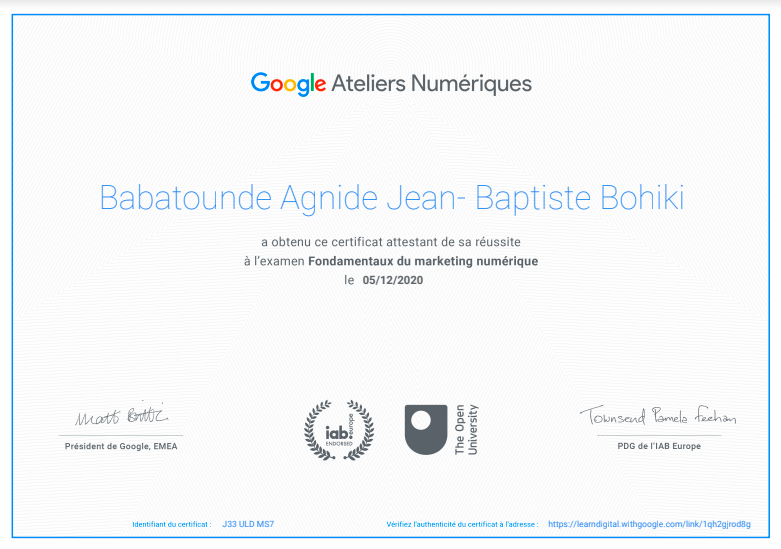 Google Ateliers Numériques
Babatounde Agnide Jean- Baptiste Bohiki
a obtenu ce certificat attestant de sa réussite
à l'examen Fondamentaux du marketing numérique
le 05/12/2020
Matt Brittin
Townsend Pamela Feehan
iab.europe
ENDORSED
The Open
University
Président de Google, EMEA
PDG de l'IAB Europe
Identifiant du certificat : J33 ULD MS7
Vérifiez l'authenticité du certificat à l'adresse : https://learndigital.withgoogle.com/link/1qh2gjrod8g